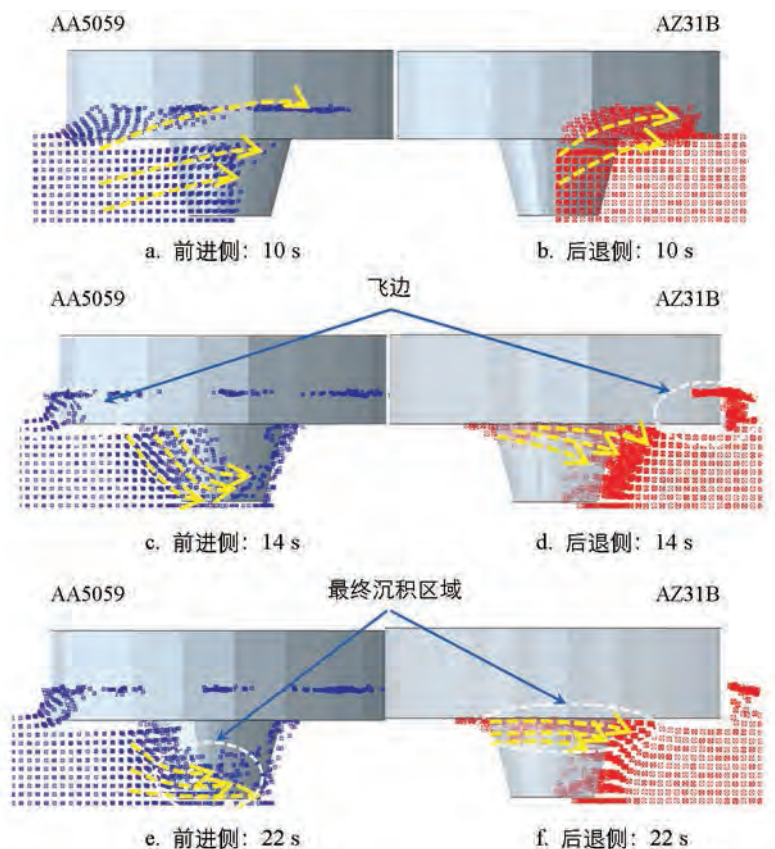 AA5059 AZ31B
a. 前进侧：10 s b. 后退侧：10 s
飞边
AA5059 AZ31B
c. 前进侧：14 s d. 后退侧：14 s
最终沉积区域
AA5059 AZ31B
e. 前进侧：22 s f. 后退侧：22 s